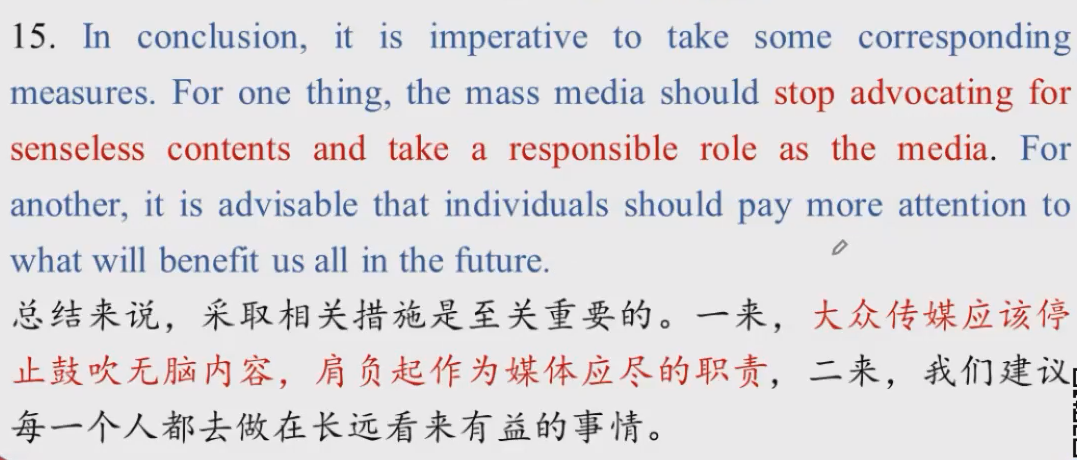 15. In conclusion, it is imperative to take some corresponding
measures. For one thing, the mass media should stop advocating for
senseless contents and take a responsible role as the media. For
another, it is advisable that individuals should pay more attention to
what will benefit us all in the future.
总结来说，采取相关措施是至关重要的。一来，大众传媒应该停
止鼓吹无脑内容，肩负起作为媒体应尽的职责，二来，我们建议
每一个人都去做在长远看来有益的事情。